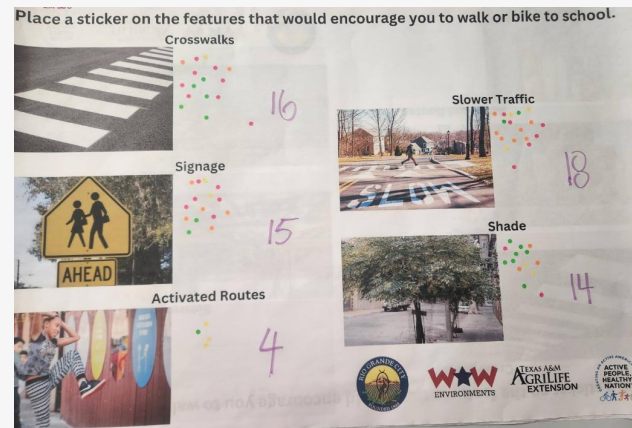 Place a sticker on the features that would encourage you to walk or bike to school.
Crosswalks
16
Slower Traffic
SLOW
18
Signage
AHEAD
15
Shade
14
Activated Routes
4
RIO GRANDE CITY
WOW
ENVIRONMENTS
TEXAS A&M
AGRILIFE
EXTENSION
ACTIVE
PEOPLE,
HEALTHY
NATION